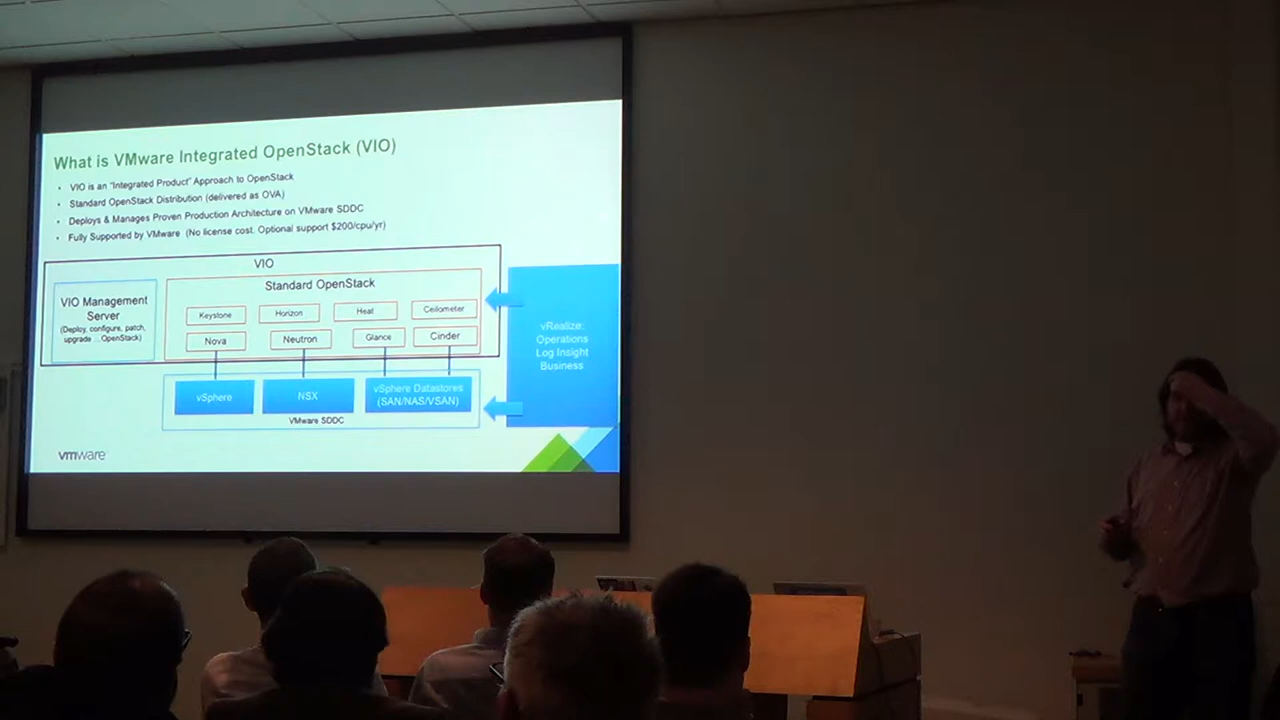 What is VMware Integrated OpenStack (VIO)
• VIO is an "Integrated Product" Approach to OpenStack
• Standard OpenStack Distribution (delivered as OVA)
• Deploys & Manages Proven Production Architecture on VMware SDDC
• Fully Supported by VMware (No license cost. Optional support $200/cpu/yr)
VIO
VIO Management
Server
(Deploy, configure, patch,
upgrade ...OpenStack)
Standard OpenStack
Keystone
Horizon
Heat
Ceilometer
Nova
Neutron
Glance
Cinder
vSphere
NSX
vSphere Datastores
(SAN/NAS/VSAN)
VMware SDDC
vRealize:
Operations
Log Insight
Business
vmware